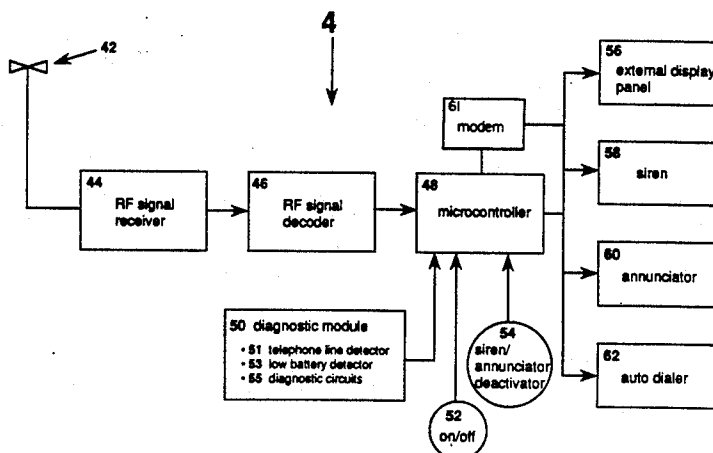 4
42
44
RF signal
receiver
46
RF signal
decoder
61
modem
48
microcontroller
56
external display
panel
58
siren
60
annunciator
62
auto dialer
50 diagnostic module
• 51 telephone line detector
• 53 low battery detector
• 55 diagnostic circuits
52
on/off
54
siren/
annunciator
deactivator